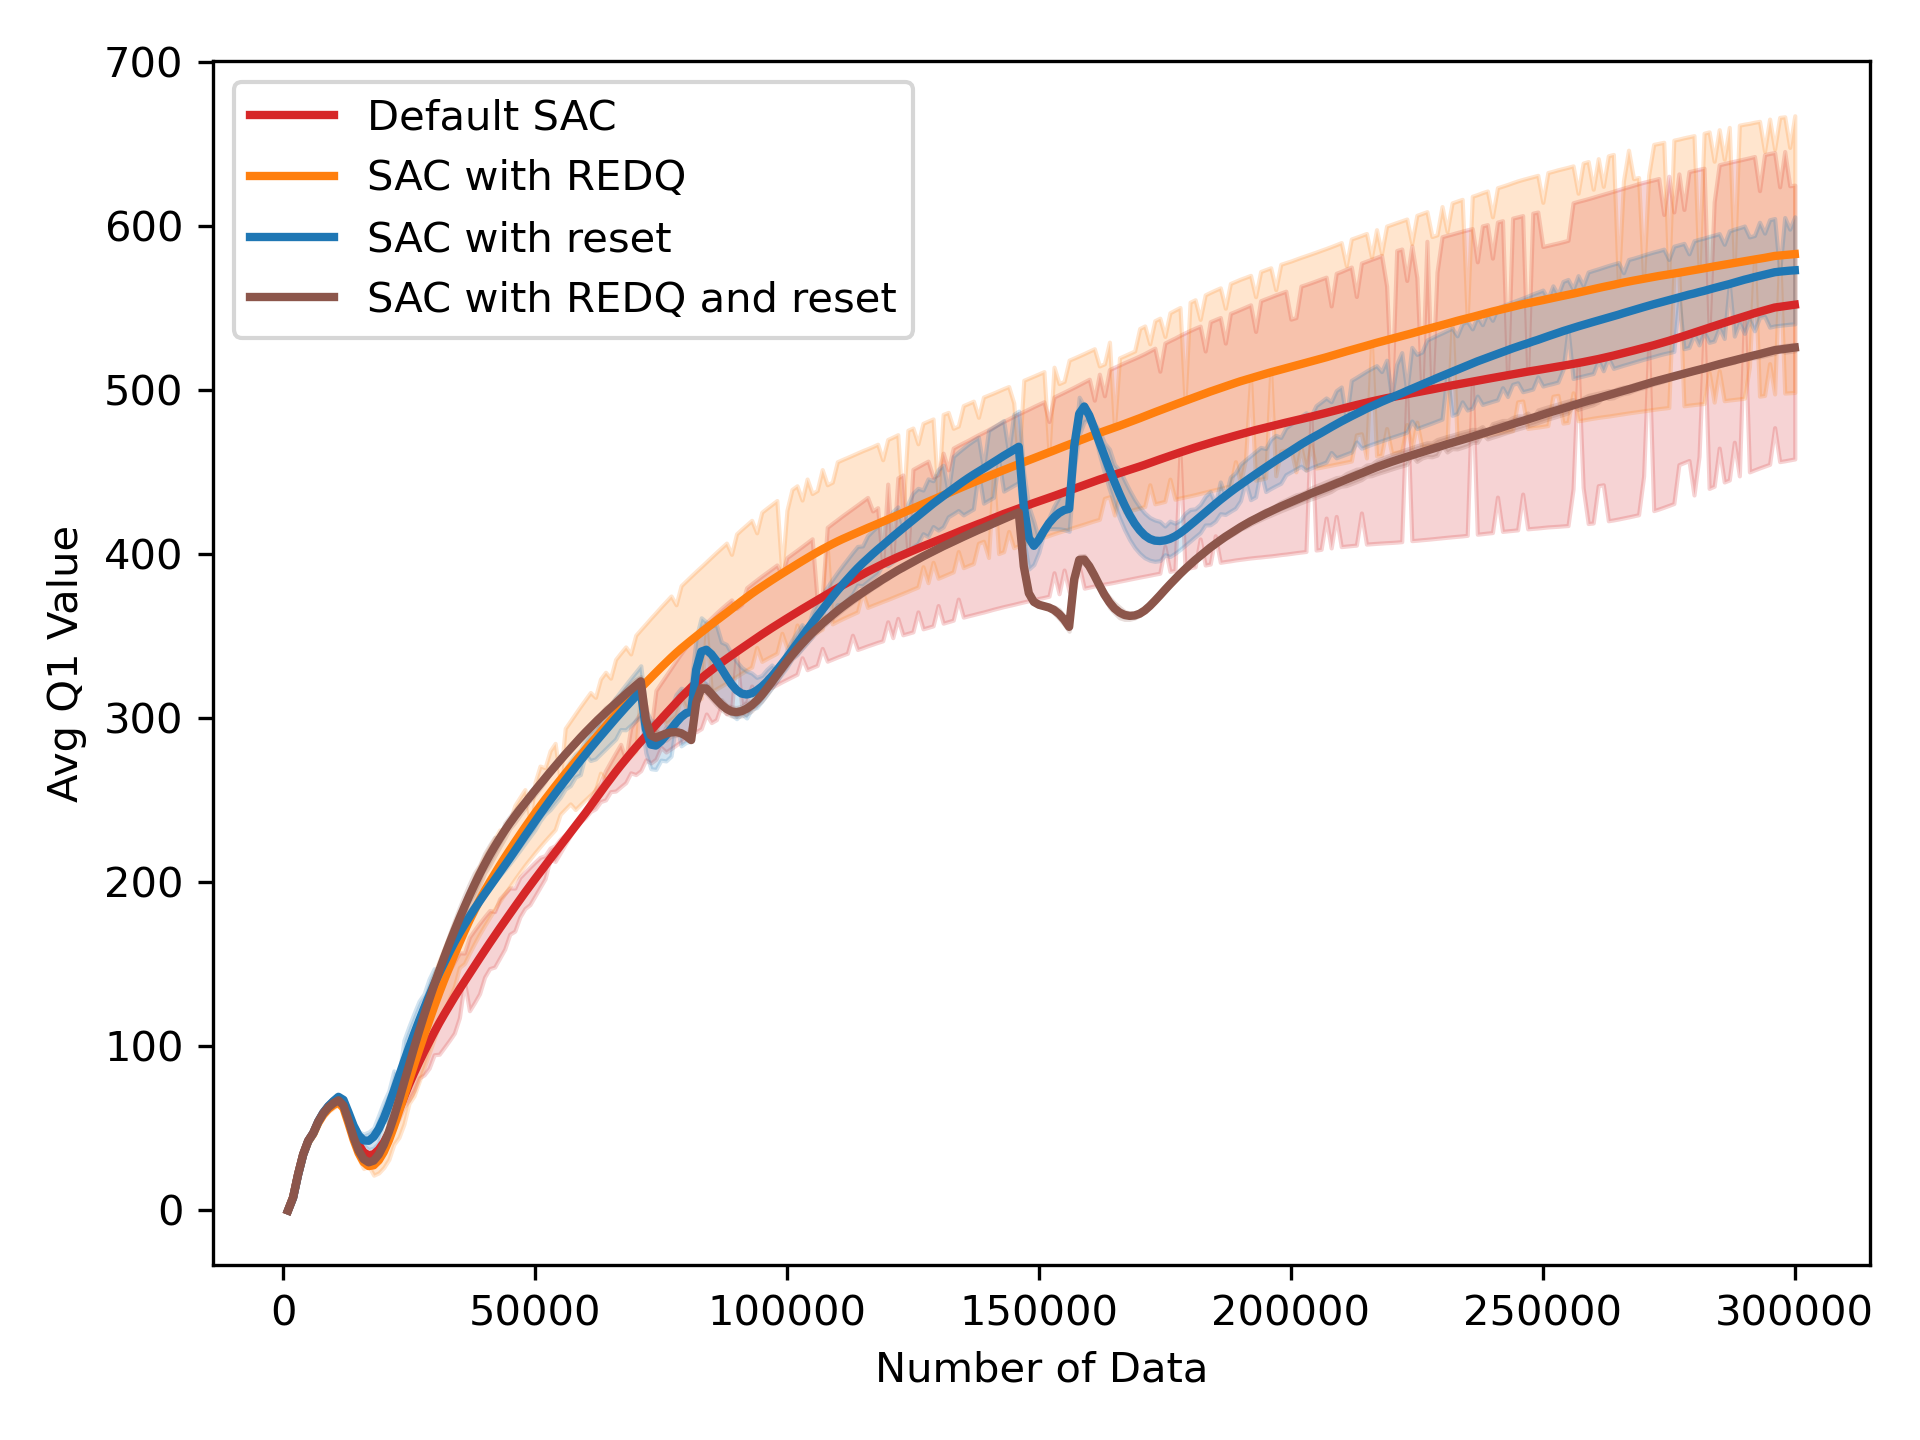 700
600
500
400
300
200
100
0
Avg Q1 Value
Default SAC
SAC with REDQ
SAC with reset
SAC with REDQ and reset
0 50000 100000 150000 200000 250000 300000
Number of Data